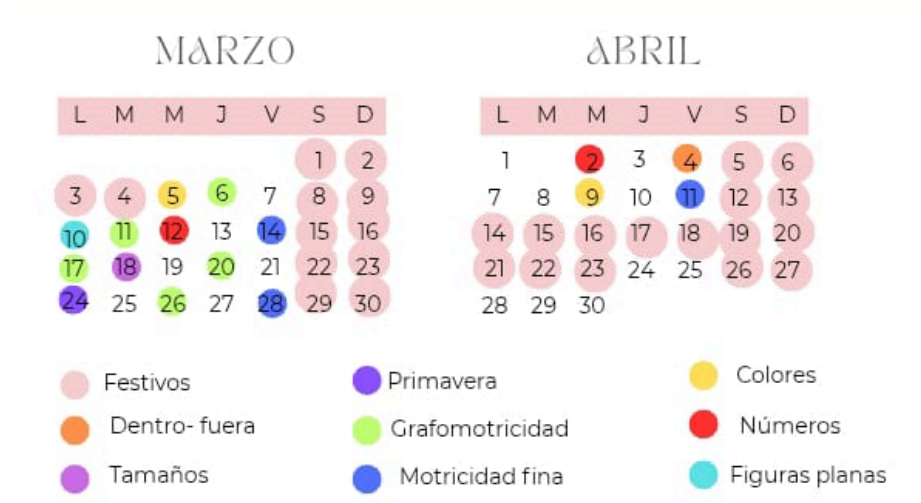 MARZO
L M M J V S D
1 2
3 4 5 6 7 8 9
10 11 12 13 14 15 16
17 18 19 20 21 22 23
24 25 26 27 28 29 30
ABRIL
L M M J V S D
1 2 3 4 5 6
7 8 9 10 11 12 13
14 15 16 17 18 19 20
21 22 23 24 25 26 27
28 29 30
Festivos
Dentro- fuera
Tamaños
Primavera
Grafomotricidad
Motricidad fina
Colores
Números
Figuras planas